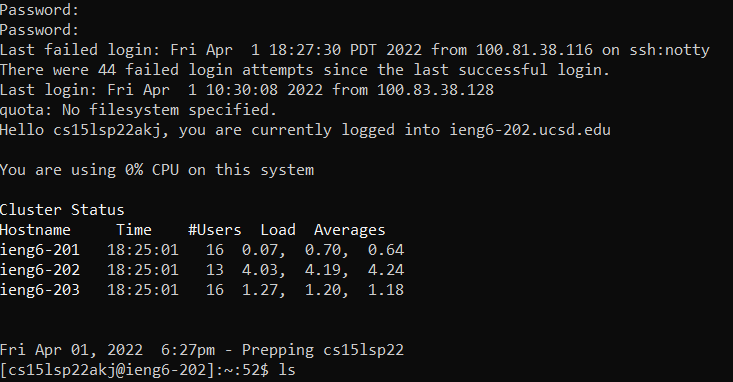 Password:
Password:
Last failed login: Fri Apr  1 18:27:30 PDT 2022 from 100.81.38.116 on ssh:notty
There were 44 failed login attempts since the last successful login.
Last login: Fri Apr  1 10:30:08 2022 from 100.83.38.128
quota: No filesystem specified.
Hello cs15lsp22akj, you are currently logged into ieng6-202.ucsd.edu
You are using 0% CPU on this system
Cluster Status
Hostname     Time    #Users  Load  Averages
ieng6-201   18:25:01   16  0.07,  0.70,  0.64
ieng6-202   18:25:01   13  4.03,  4.19,  4.24
ieng6-203   18:25:01   16  1.27,  1.20,  1.18
Fri Apr 01, 2022  6:27pm - Prepping cs15lsp22
[cs15lsp22akj@ieng6-202]:~:52$ ls